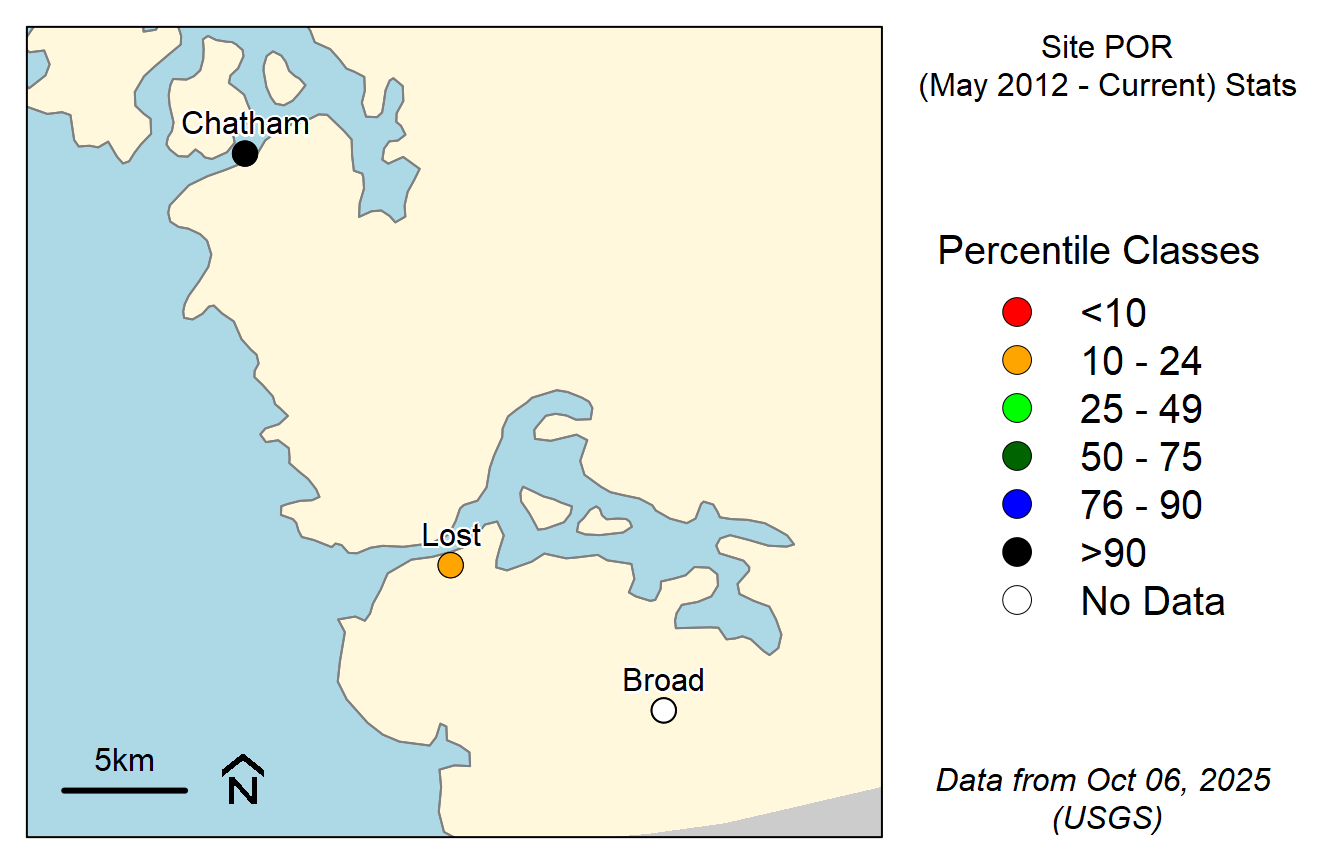 Site POR
(May 2012 - Current) Stats
Chatham
Percentile Classes
<10
10 - 24
25 - 49
50 - 75
76 - 90
>90
No Data
Lost
Broad
5km
N
Data from Oct 06, 2025
(USGS)